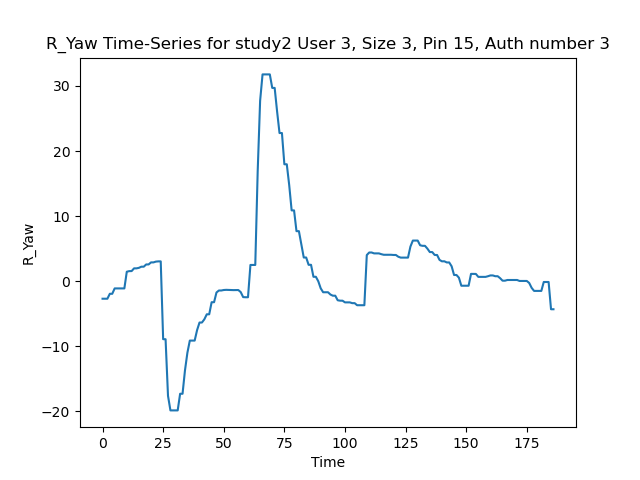 R_Yaw Time-Series for study2 User 3, Size 3, Pin 15, Auth number 3
30
20
10
0
−10
−20
R_Yaw
0 25 50 75 100 125 150 175
Time